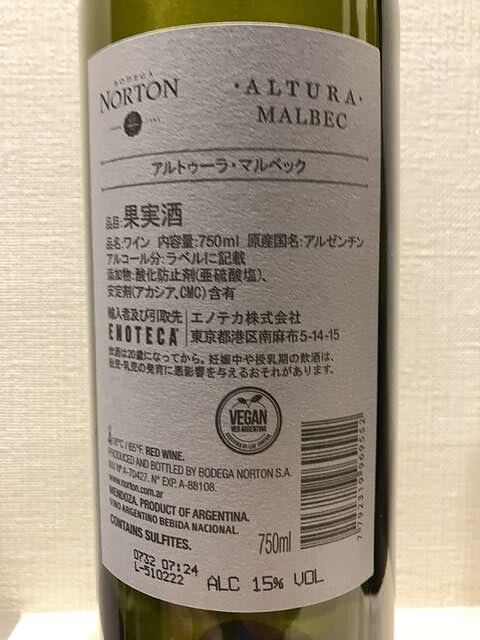 BODEGA
NORTON
· ALTURA ·
MALBEC
アルトゥーラ・マルベック
品目:果実酒
品名:ワイン 内容量:750ml 原産国名:アルゼンチン
アルコール分:ラベルに記載
添加物:酸化防止剤(亜硫酸塩)、
安定剤(アカシア、CMC)含有
輸入者及び引取先
ENOTECA
エノテカ株式会社
東京都港区南麻布5-14-15
飲酒は20歳になってから。妊娠中や授乳期の飲酒は、
胎児・乳児の発育に悪影響を与えるおそれがあります。
VEGAN
VEG ARGENTINA
18°C / 65°F. RED WINE.
PRODUCED AND BOTTLED BY BODEGA NORTON S.A.
N° A-70427. N° EXP. A-88108.
www.norton.com.ar
MENDOZA. PRODUCT OF ARGENTINA.
VINO ARGENTINO BEBIDA NACIONAL.
CONTAINS SULFITES.
750ml
0732 07:24
L-510222
ALC 15% VOL